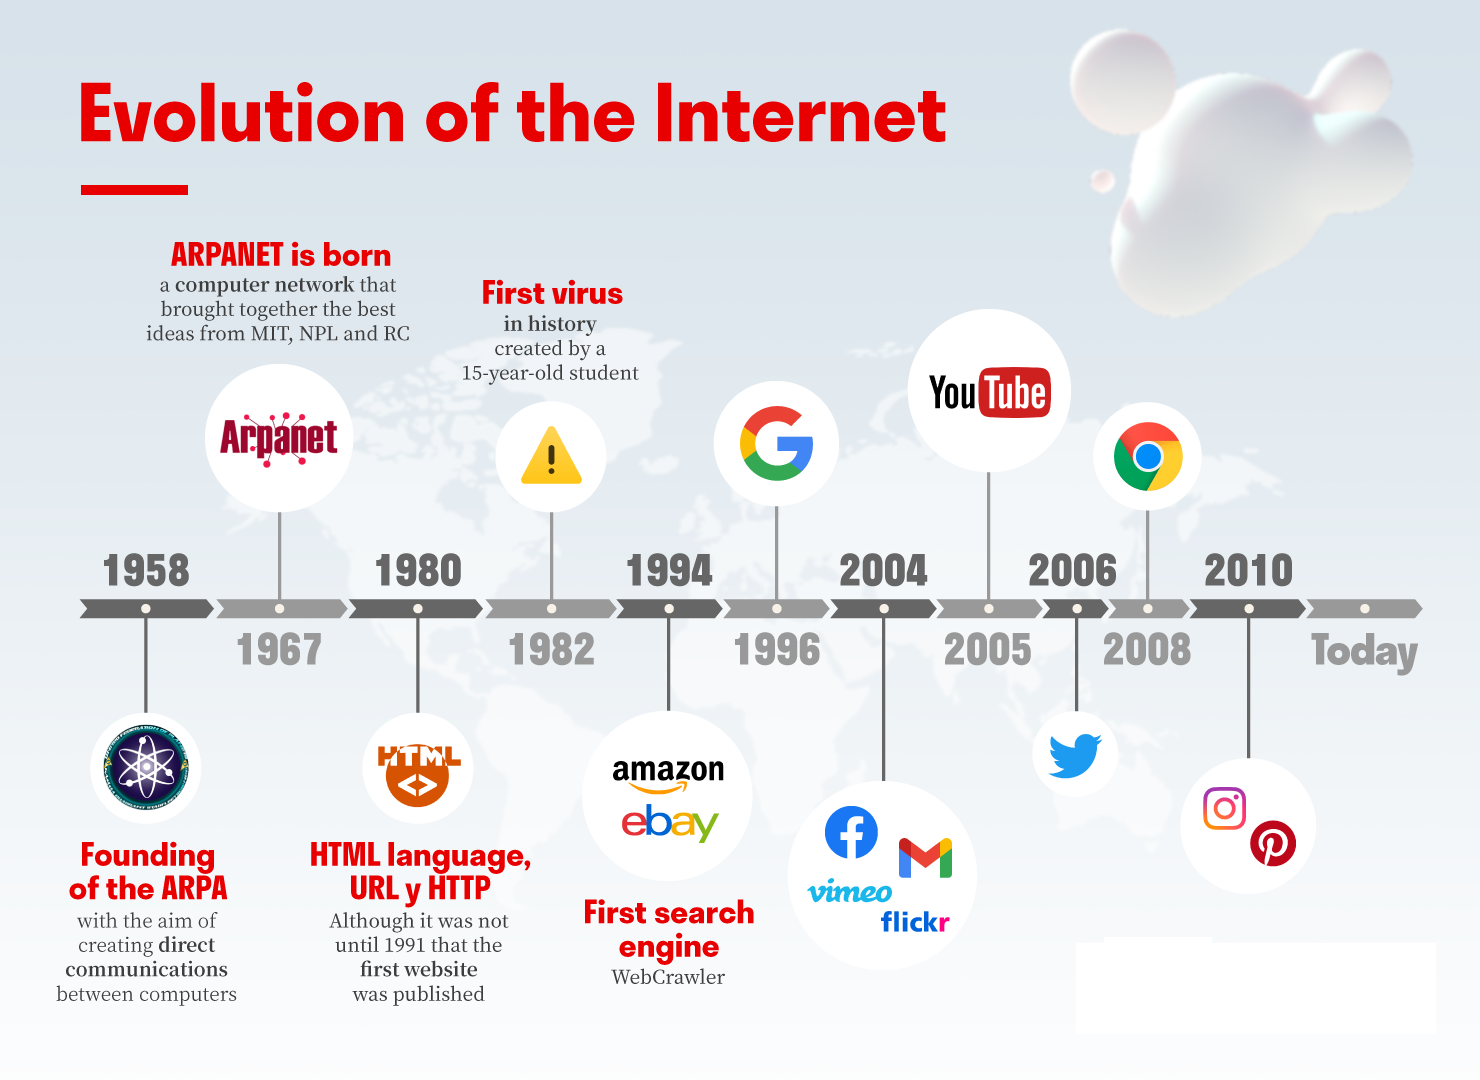 Evolution of the Internet
ARPANET is born
a computer network that
brought together the best
ideas from MIT, NPL and RC
First virus
in history
created by a
15-year-old student
Arpanet
YouTube
1958
1980
1994
2004
2006
2010
1967
1982
1996
2005
2008
Today
HTML
amazon
ebay
vimeo
flickr
Founding
of the ARPA
with the aim of
creating direct
communications
between computers
HTML language,
URL y HTTP
Although it was not
until 1991 that the
first website
was published
First search
engine
WebCrawler